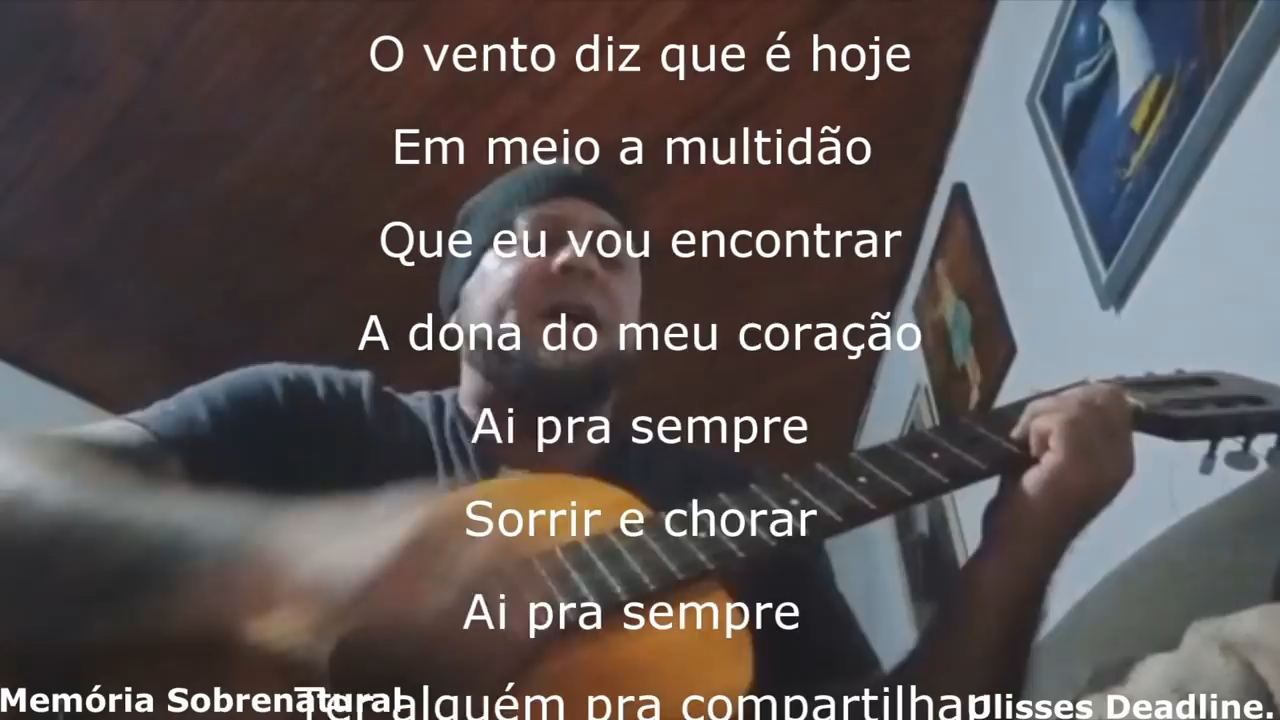 O vento diz que é hoje
Em meio a multidão
Que eu vou encontrar
A dona do meu coração
Ai pra sempre
Sorrir e chorar
Ai pra sempre
Ter alguém pra compartilhar
Memória Sobrenatural
Ulisses Deadline.